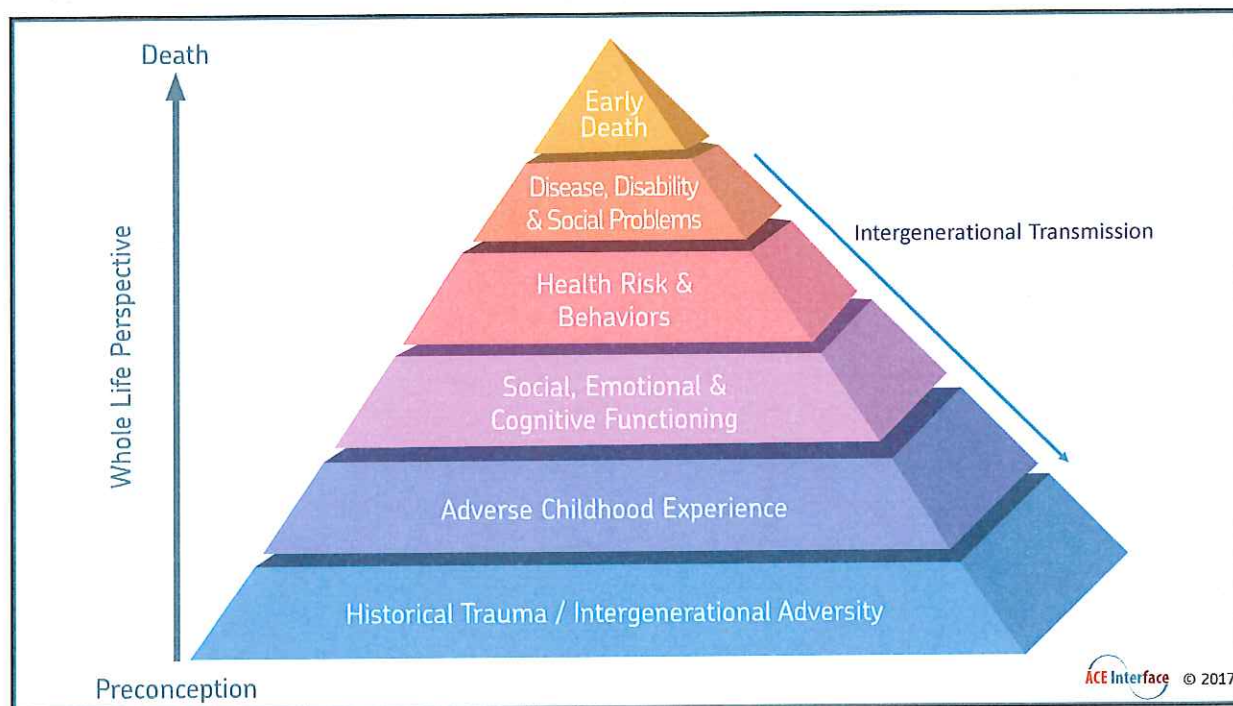 Death
Early
Death
Disease, Disability
& Social Problems
Intergenerational Transmission
Health Risk &
Behaviors
Whole Life Perspective
Social, Emotional &
Cognitive Functioning
Adverse Childhood Experience
Historical Trauma / Intergenerational Adversity
Preconception
ACE Interface © 2017